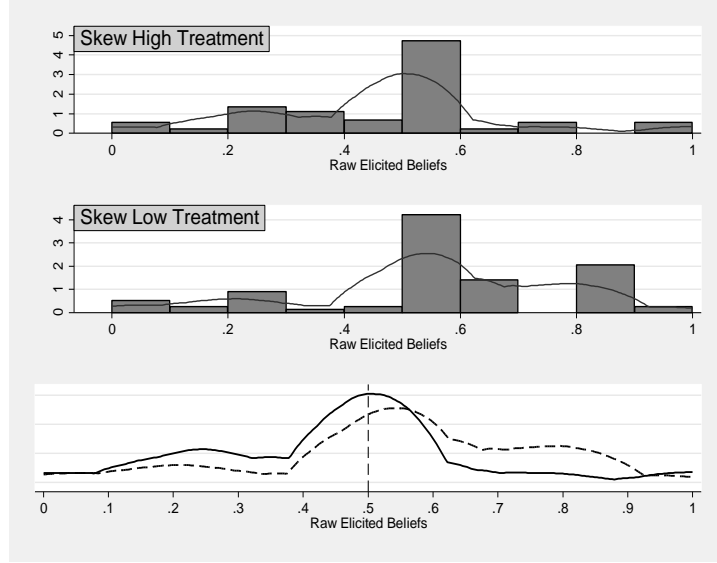 Skew High Treatment
5
4
3
2
1
0
0 .2 .4 .6 .8 1
Raw Elicited Beliefs
Skew Low Treatment
4
3
2
1
0
0 .2 .4 .6 .8 1
Raw Elicited Beliefs
0 .1 .2 .3 .4 .5 .6 .7 .8 .9 1
Raw Elicited Beliefs